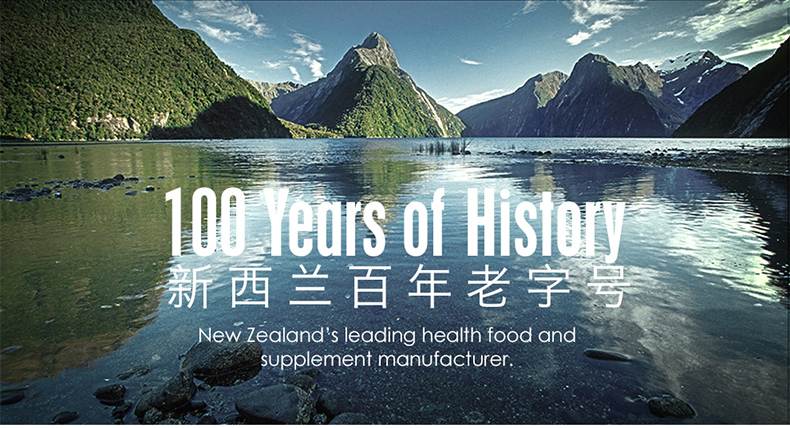 100 Years of History
新西兰百年老字号
New Zealand’s leading health food and
supplement manufacturer.